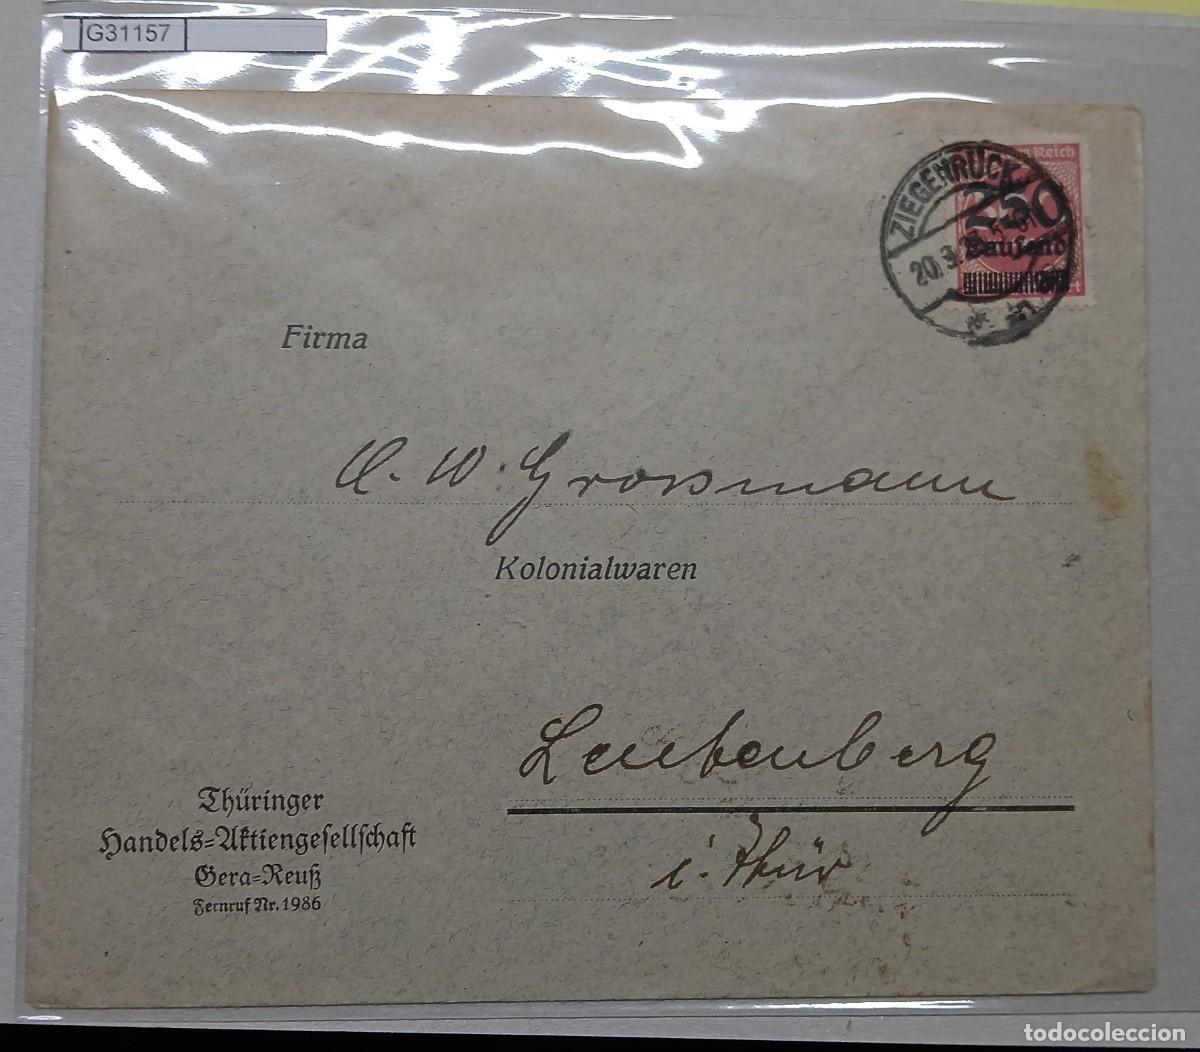 G31157
Reich
ZIEGENRÜCK
250
Tausend
20.9.
Firma
C. W. Grossmann
Kolonialwaren
Leutenberg
i. Thür
Thüringer
Handels=Aktiengesellschaft
Gera=Reuß
Fernruf Nr. 1986
todocoleccion